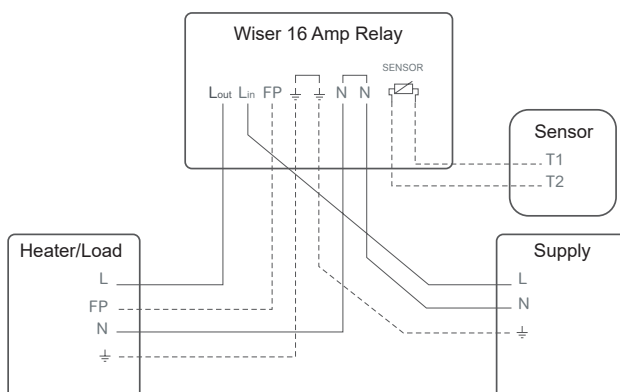 Wiser 16 Amp Relay
SENSOR
Lout Lin FP N N
Sensor
T1
T2
Heater/Load
L
FP
N
Supply
L
N